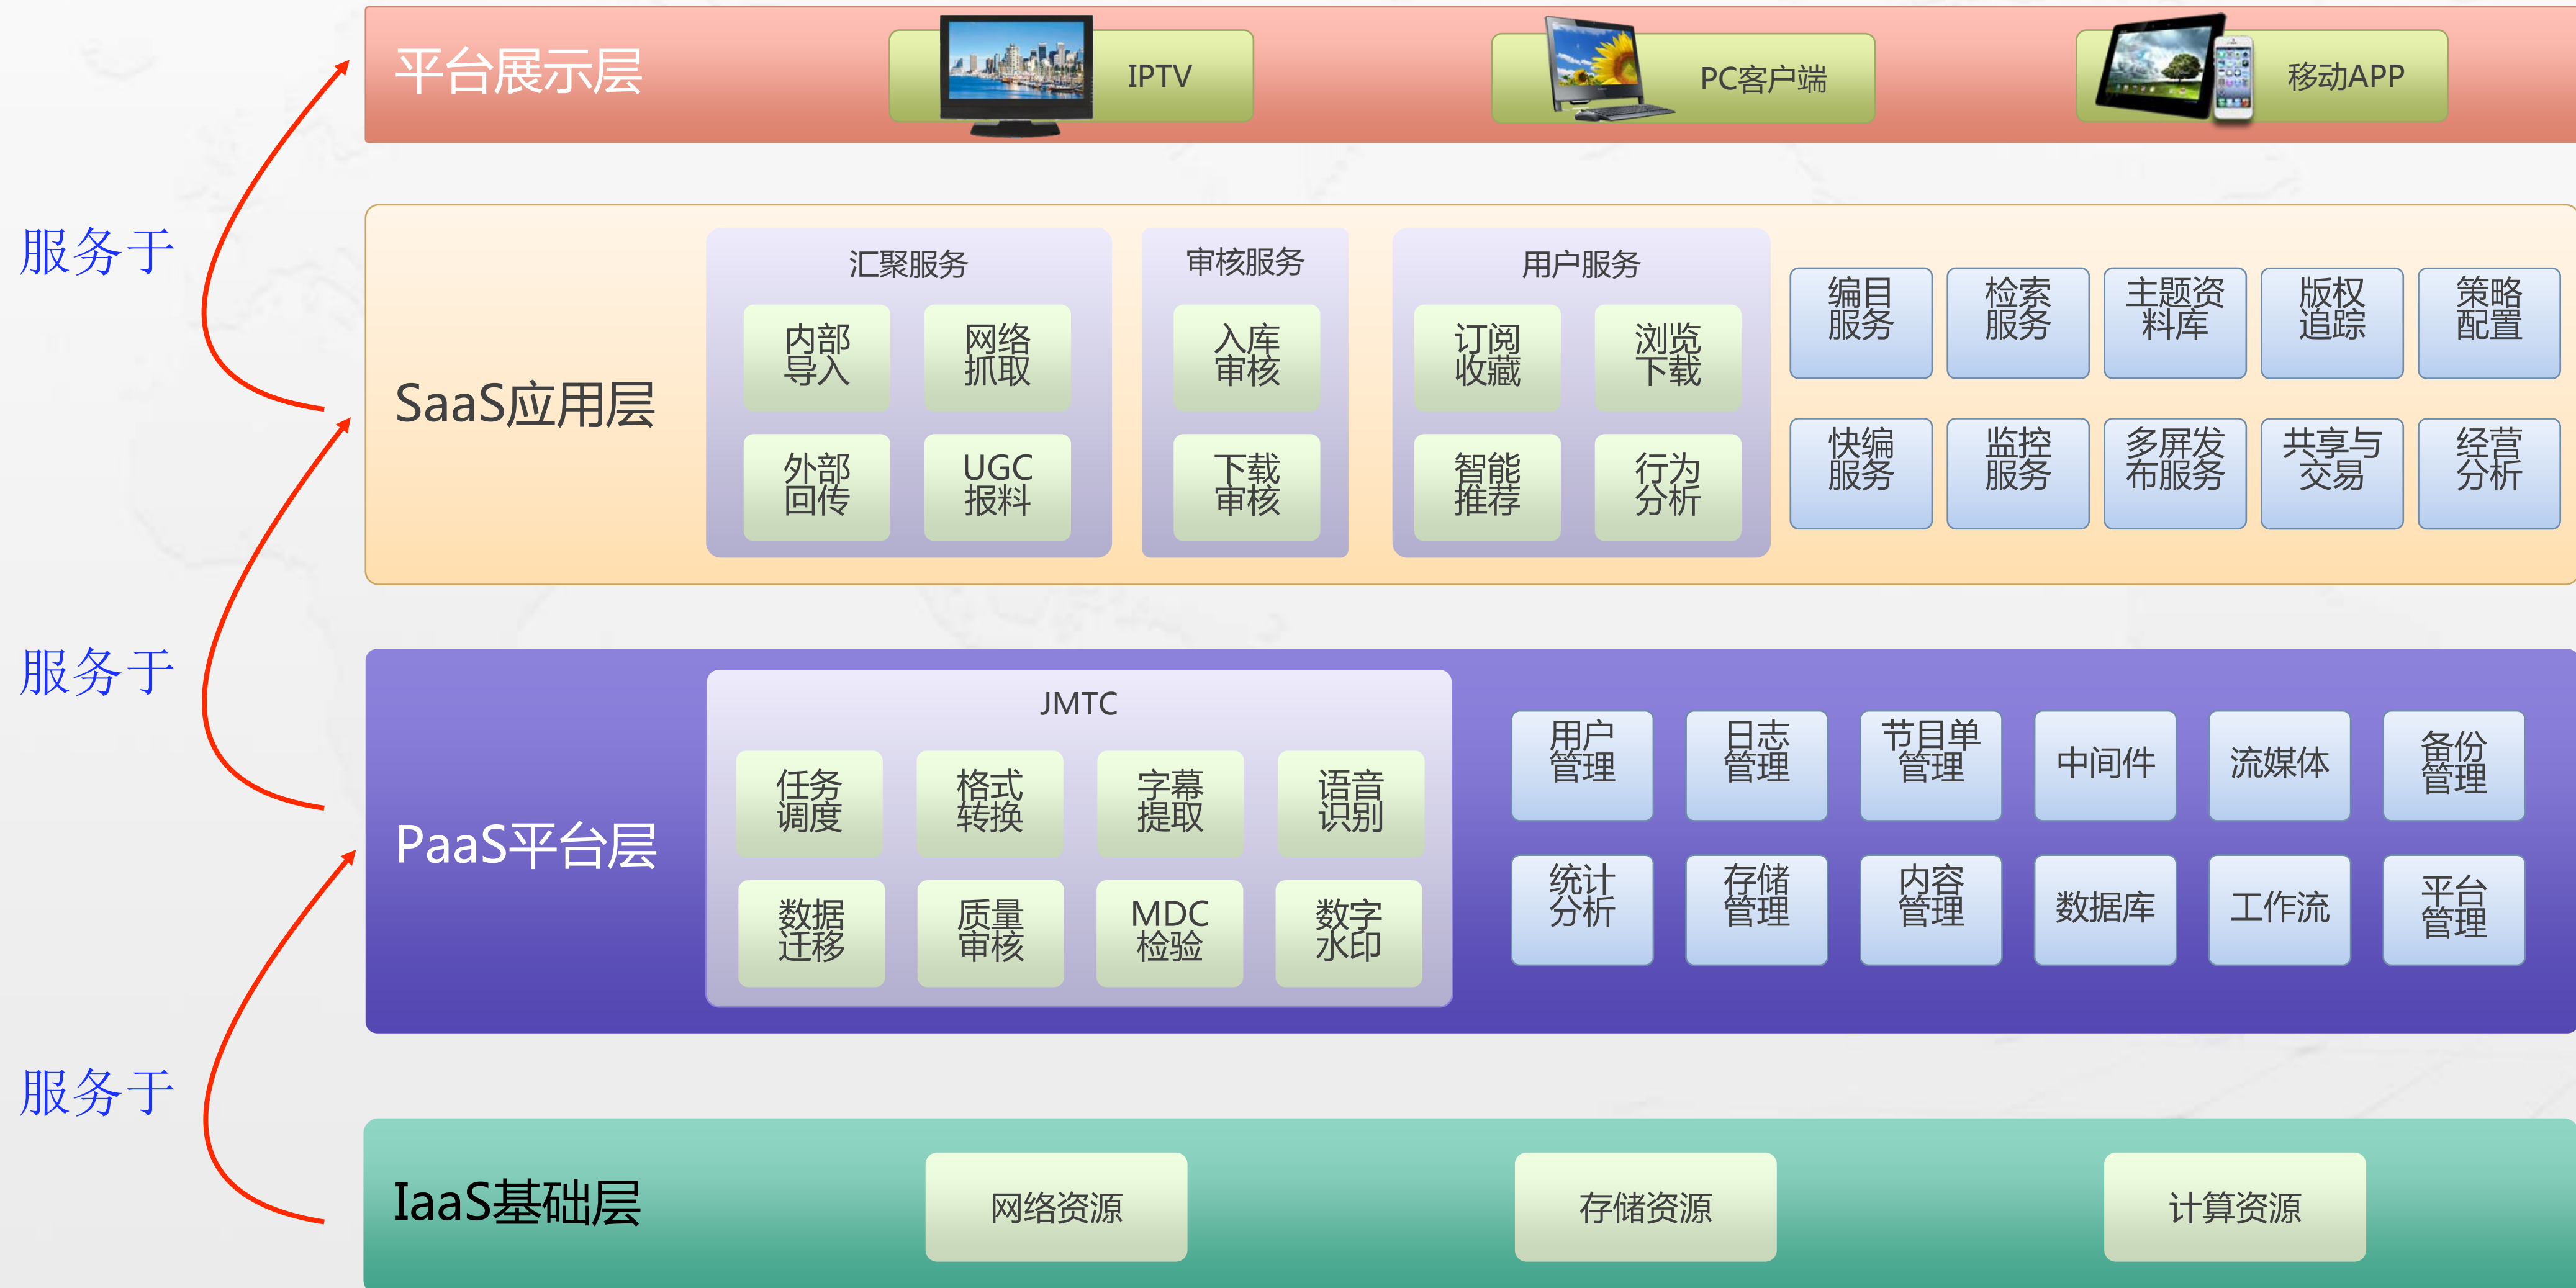 平台展示层
IPTV
PC客户端
移动APP
服务于
SaaS应用层
汇聚服务
内部
导入
网络
抓取
外部
回传
UGC
报料
审核服务
入库
审核
下载
审核
用户服务
订阅
收藏
浏览
下载
智能
推荐
行为
分析
编目
服务
检索
服务
主题资
料库
版权
追踪
策略
配置
快编
服务
监控
服务
多屏发
布服务
共享与
交易
经营
分析
服务于
PaaS平台层
JMTC
任务
调度
格式
转换
字幕
提取
语音
识别
数据
迁移
质量
审核
MDC
检验
数字
水印
用户
管理
日志
管理
节目单
管理
中间件
流媒体
备份
管理
统计
分析
存储
管理
内容
管理
数据库
工作流
平台
管理
服务于
IaaS基础层
网络资源
存储资源
计算资源